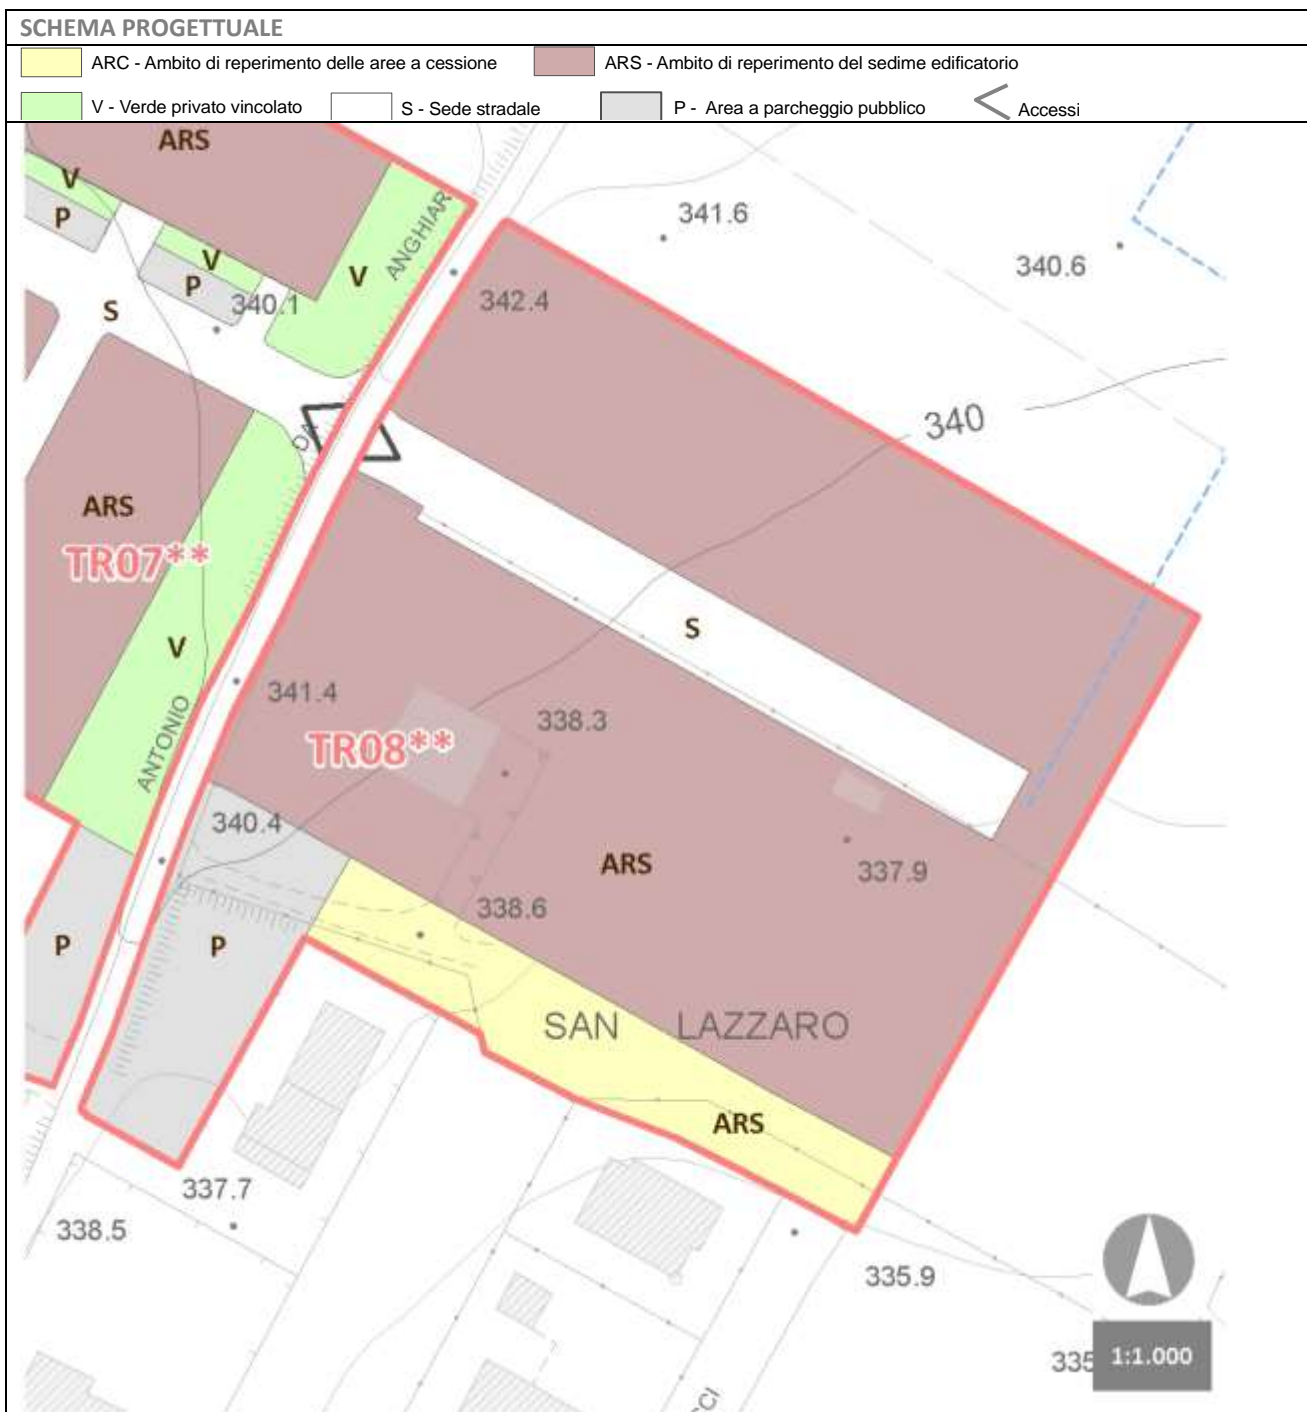 SCHEMA PROGETTUALE
ARC - Ambito di reperimento delle aree a cessione
ARS - Ambito di reperimento del sedime edificatorio
V - Verde privato vincolato
S - Sede stradale
P - Area a parcheggio pubblico
Accessi
ARS
V
P
V
P
V
ANGHIAR
341.6
340.6
342.4
340.1
S
340
DA
ARS
TR07**
V
S
341.4
338.3
TR08**
ANTONIO
340.4
ARS
337.9
338.6
P
P
SAN LAZZARO
ARS
337.7
338.5
335.9
335
1:1.000
CCI